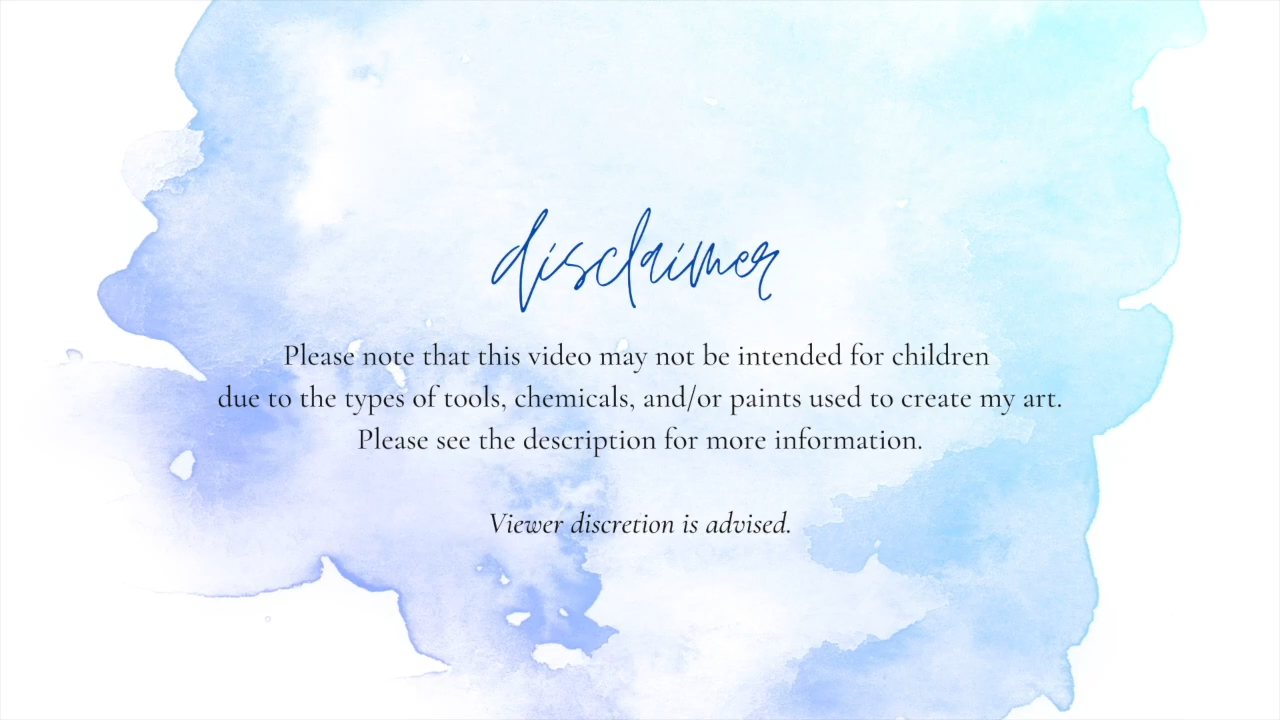 disclaimer
Please note that this video may not be intended for children
due to the types of tools, chemicals, and/or paints used to create my art.
Please see the description for more information.
Viewer discretion is advised.